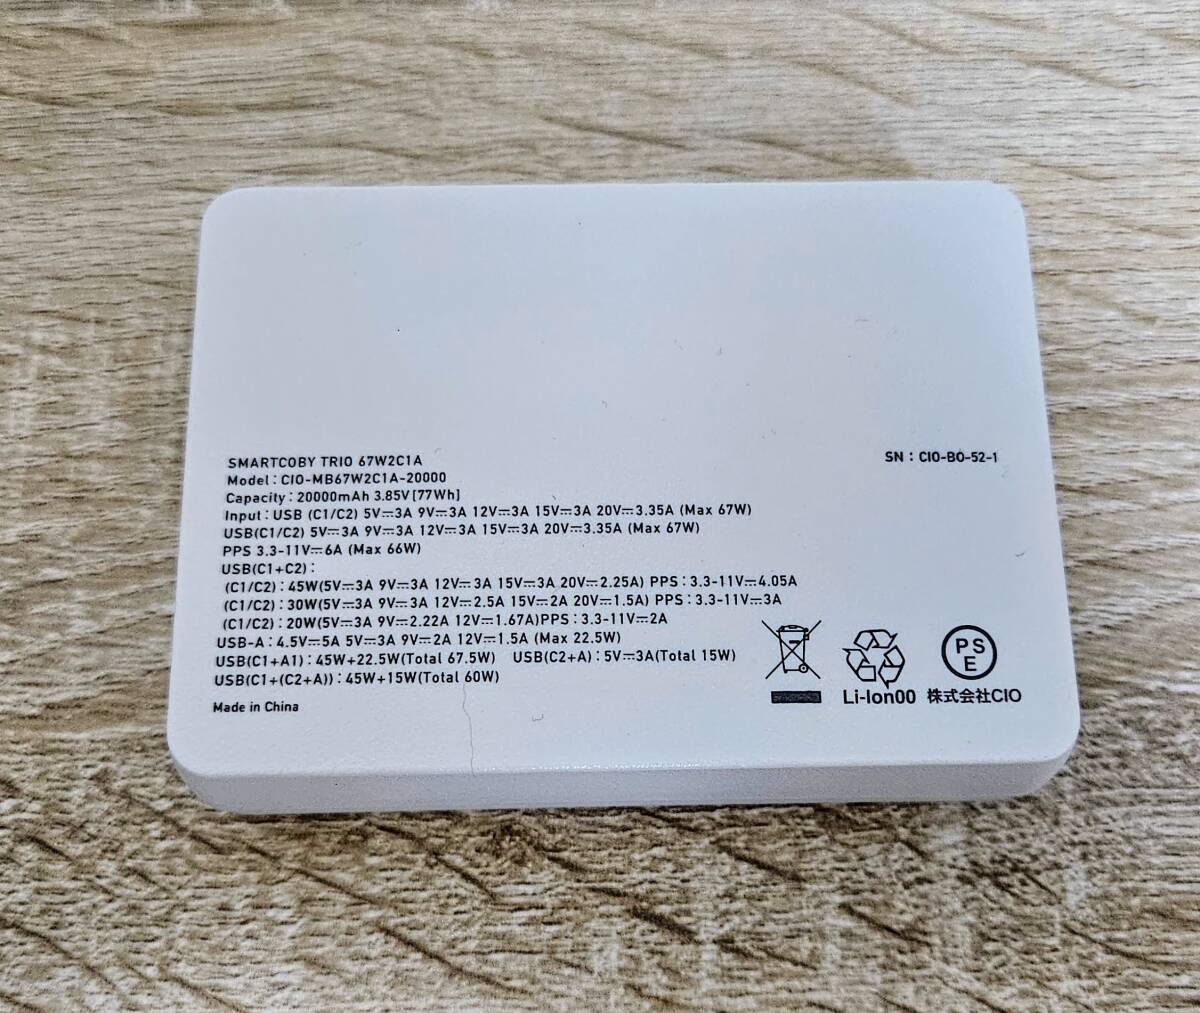 SMARTCOBY TRIO 67W2C1A
SN : CIO-BO-52-1
Model : CIO-MB67W2C1A-20000
Capacity : 20000mAh 3.85V[77Wh]
Input : USB (C1/C2) 5V⎓3A 9V⎓3A 12V⎓3A 15V⎓3A 20V⎓3.35A (Max 67W)
USB(C1/C2) 5V⎓3A 9V⎓3A 12V⎓3A 15V⎓3A 20V⎓3.35A (Max 67W)
PPS 3.3-11V⎓6A (Max 66W)
USB(C1+C2) :
(C1/C2) : 45W(5V⎓3A 9V⎓3A 12V⎓3A 15V⎓3A 20V⎓2.25A) PPS : 3.3-11V⎓4.05A
(C1/C2) : 30W(5V⎓3A 9V⎓3A 12V⎓2.5A 15V⎓2A 20V⎓1.5A) PPS : 3.3-11V⎓3A
(C1/C2) : 20W(5V⎓3A 9V⎓2.22A 12V⎓1.67A)PPS : 3.3-11V⎓2A
USB-A : 4.5V⎓5A 5V⎓3A 9V⎓2A 12V⎓1.5A (Max 22.5W)
USB(C1+A1) : 45W+22.5W(Total 67.5W) USB(C2+A) : 5V⎓3A(Total 15W)
USB(C1+(C2+A)) : 45W+15W(Total 60W)
Made in China
PS
E
Li-Ion00 株式会社CIO